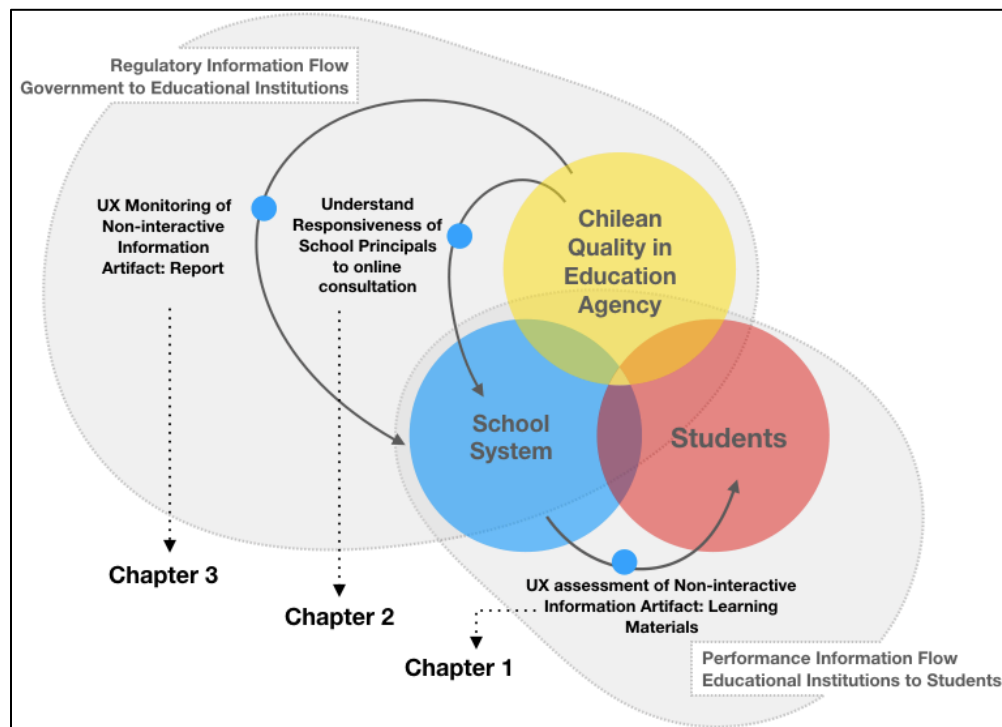 Regulatory Information Flow
Government to Educational Institutions
UX Monitoring of
Non-interactive
Information
Artifact: Report
Understand
Responsiveness of
School Principals
to online
consultation
Chilean
Quality in
Education
Agency
School
System
Students
Chapter 3
Chapter 2
UX assessment of Non-interactive
Information Artifact: Learning
Materials
Chapter 1
Performance Information Flow
Educational Institutions to Students